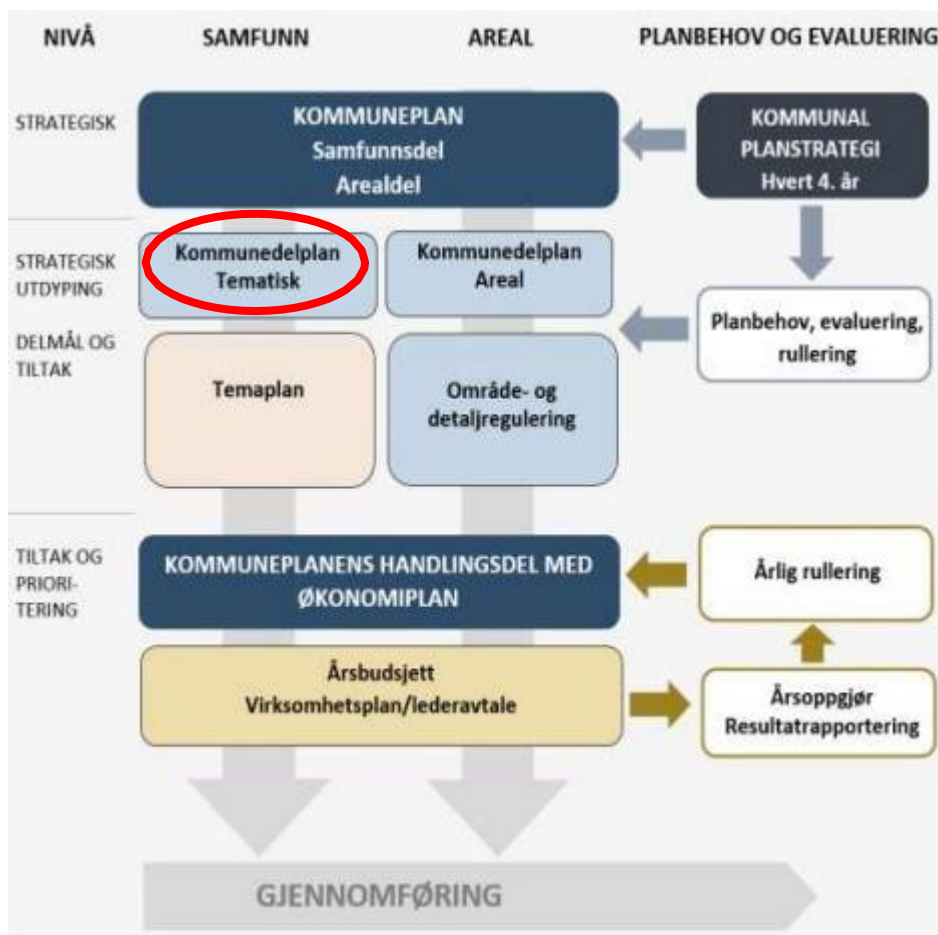 NIVÅ
SAMFUNN
AREAL
PLANBEHOV OG EVALUERING
STRATEGISK
KOMMUNEPLAN
Samfunnsdel
Arealdel
KOMMUNAL
PLANSTRATEGI
Hvert 4. år
STRATEGISK
UTDYPING
Kommunedelplan
Tematisk
Kommunedelplan
Areal
Planbehov, evaluering,
rullering
DELMÅL OG
TILTAK
Temaplan
Område- og
detaljregulering
TILTAK OG
PRIORI-
TERING
KOMMUNEPLANENS HANDLINGSDEL MED
ØKONOMIPLAN
Årlig rullering
Årsbudsjett
Virksomhetsplan/lederavtale
Årsoppgjør
Resultatrapportering
GJENNOMFØRING